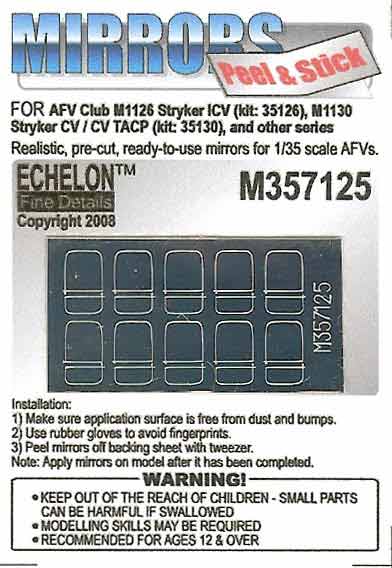 MIRRORS
Peel & Stick
FOR AFV Club M1126 Stryker ICV (kit: 35126), M1130
Stryker CV / CV TACP (kit: 35130), and other series
Realistic, pre-cut, ready-to-use mirrors for 1/35 scale AFVs.
ECHELON™
Fine Details
Copyright 2008
M357125
M357125
Installation:
1) Make sure application surface is free from dust and bumps.
2) Use rubber gloves to avoid fingerprints.
3) Peel mirrors off backing sheet with tweezer.
Note: Apply mirrors on model after it has been completed.
WARNING!
• KEEP OUT OF THE REACH OF CHILDREN - SMALL PARTS
CAN BE HARMFUL IF SWALLOWED
• MODELLING SKILLS MAY BE REQUIRED
• RECOMMENDED FOR AGES 12 & OVER